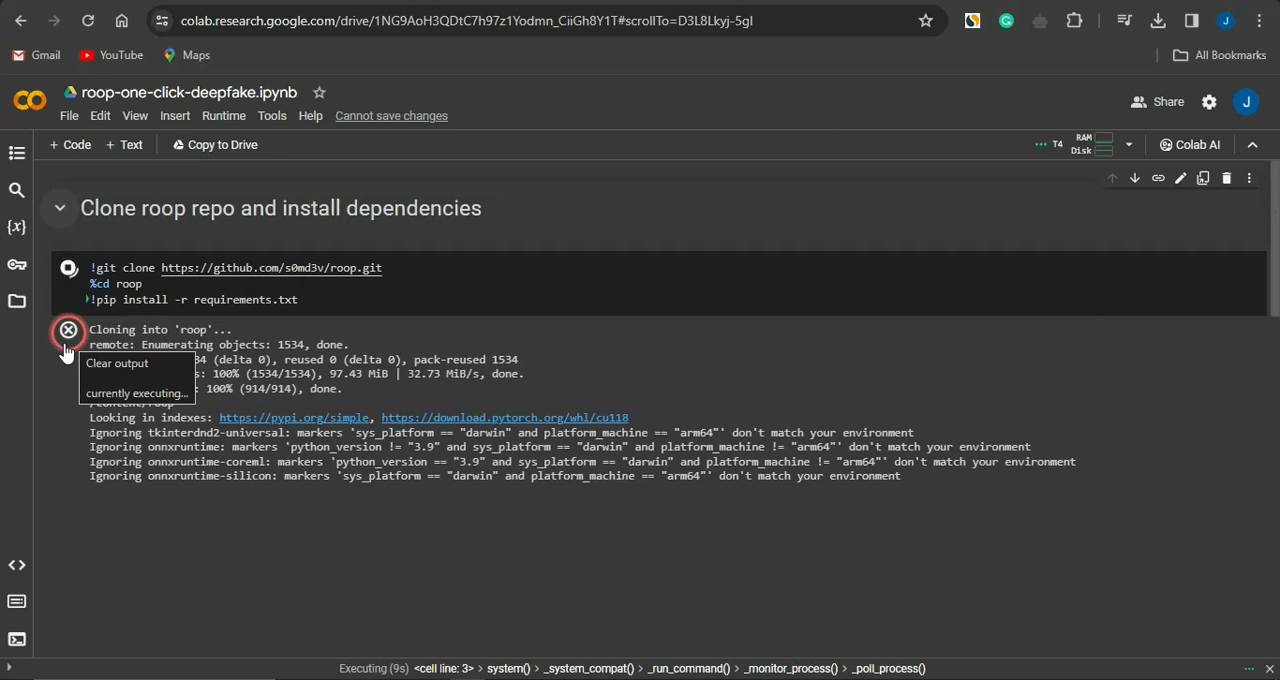 colab.research.google.com/drive/1NG9AoH3QDtC7h97z1Yodmn_CiiGh8Y1T#scrollTo=D3L8Lkyj-5gI
J
Gmail YouTube Maps All Bookmarks
CO roop-one-click-deepfake.ipynb
File Edit View Insert Runtime Tools Help Cannot save changes
Share J
+ Code + Text Copy to Drive
T4 RAM Disk Colab AI
Clone roop repo and install dependencies
{x}
!git clone https://github.com/s0md3v/roop.git
%cd roop
!pip install -r requirements.txt
Cloning into 'roop'...
remote: Enumerating objects: 1534, done.
Clear output
currently executing...
34 (delta 0), reused 0 (delta 0), pack-reused 1534
s: 100% (1534/1534), 97.43 MiB | 32.73 MiB/s, done.
: 100% (914/914), done.
Looking in indexes: https://pypi.org/simple, https://download.pytorch.org/whl/cu118
Ignoring tkinterdnd2-universal: markers 'sys_platform == "darwin" and platform_machine == "arm64"' don't match your environment
Ignoring onnxruntime: markers 'python_version != "3.9" and sys_platform == "darwin" and platform_machine != "arm64"' don't match your environment
Ignoring onnxruntime-coreml: markers 'python_version == "3.9" and sys_platform == "darwin" and platform_machine != "arm64"' don't match your environment
Ignoring onnxruntime-silicon: markers 'sys_platform == "darwin" and platform_machine == "arm64"' don't match your environment
Executing (9s) <cell line: 3> > system() > _system_compat() > _run_command() > _monitor_process() > _poll_process()